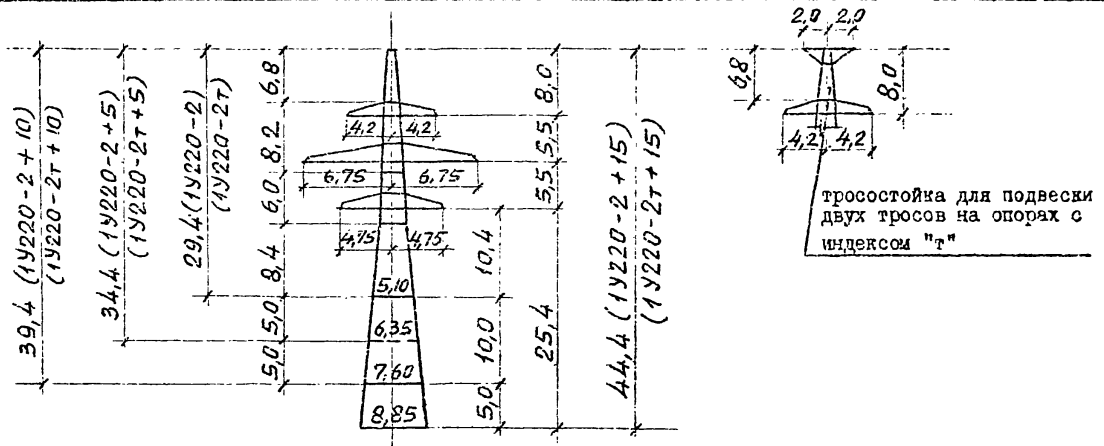 39,4 (1У220-2+10)
(1У220-2т+10)
34,4 (1У220-2+5)
(1У220-2т+5)
29,4 (1У220-2)
(1У220-2т)
6,8
8,2
6,0
8,4
5,0
5,0
4,2 4,2
6,75 6,75
4,75 4,75
5,10
6,35
7,60
8,85
10,4
10,0
5,0
8,0
5,5
5,5
25,4
44,4 (1У220-2+15)
(1У220-2т+15)
2,0 2,0
6,8
8,0
4,2 4,2
тросостойка для подвески
двух тросов на опорах с
индексом "т"